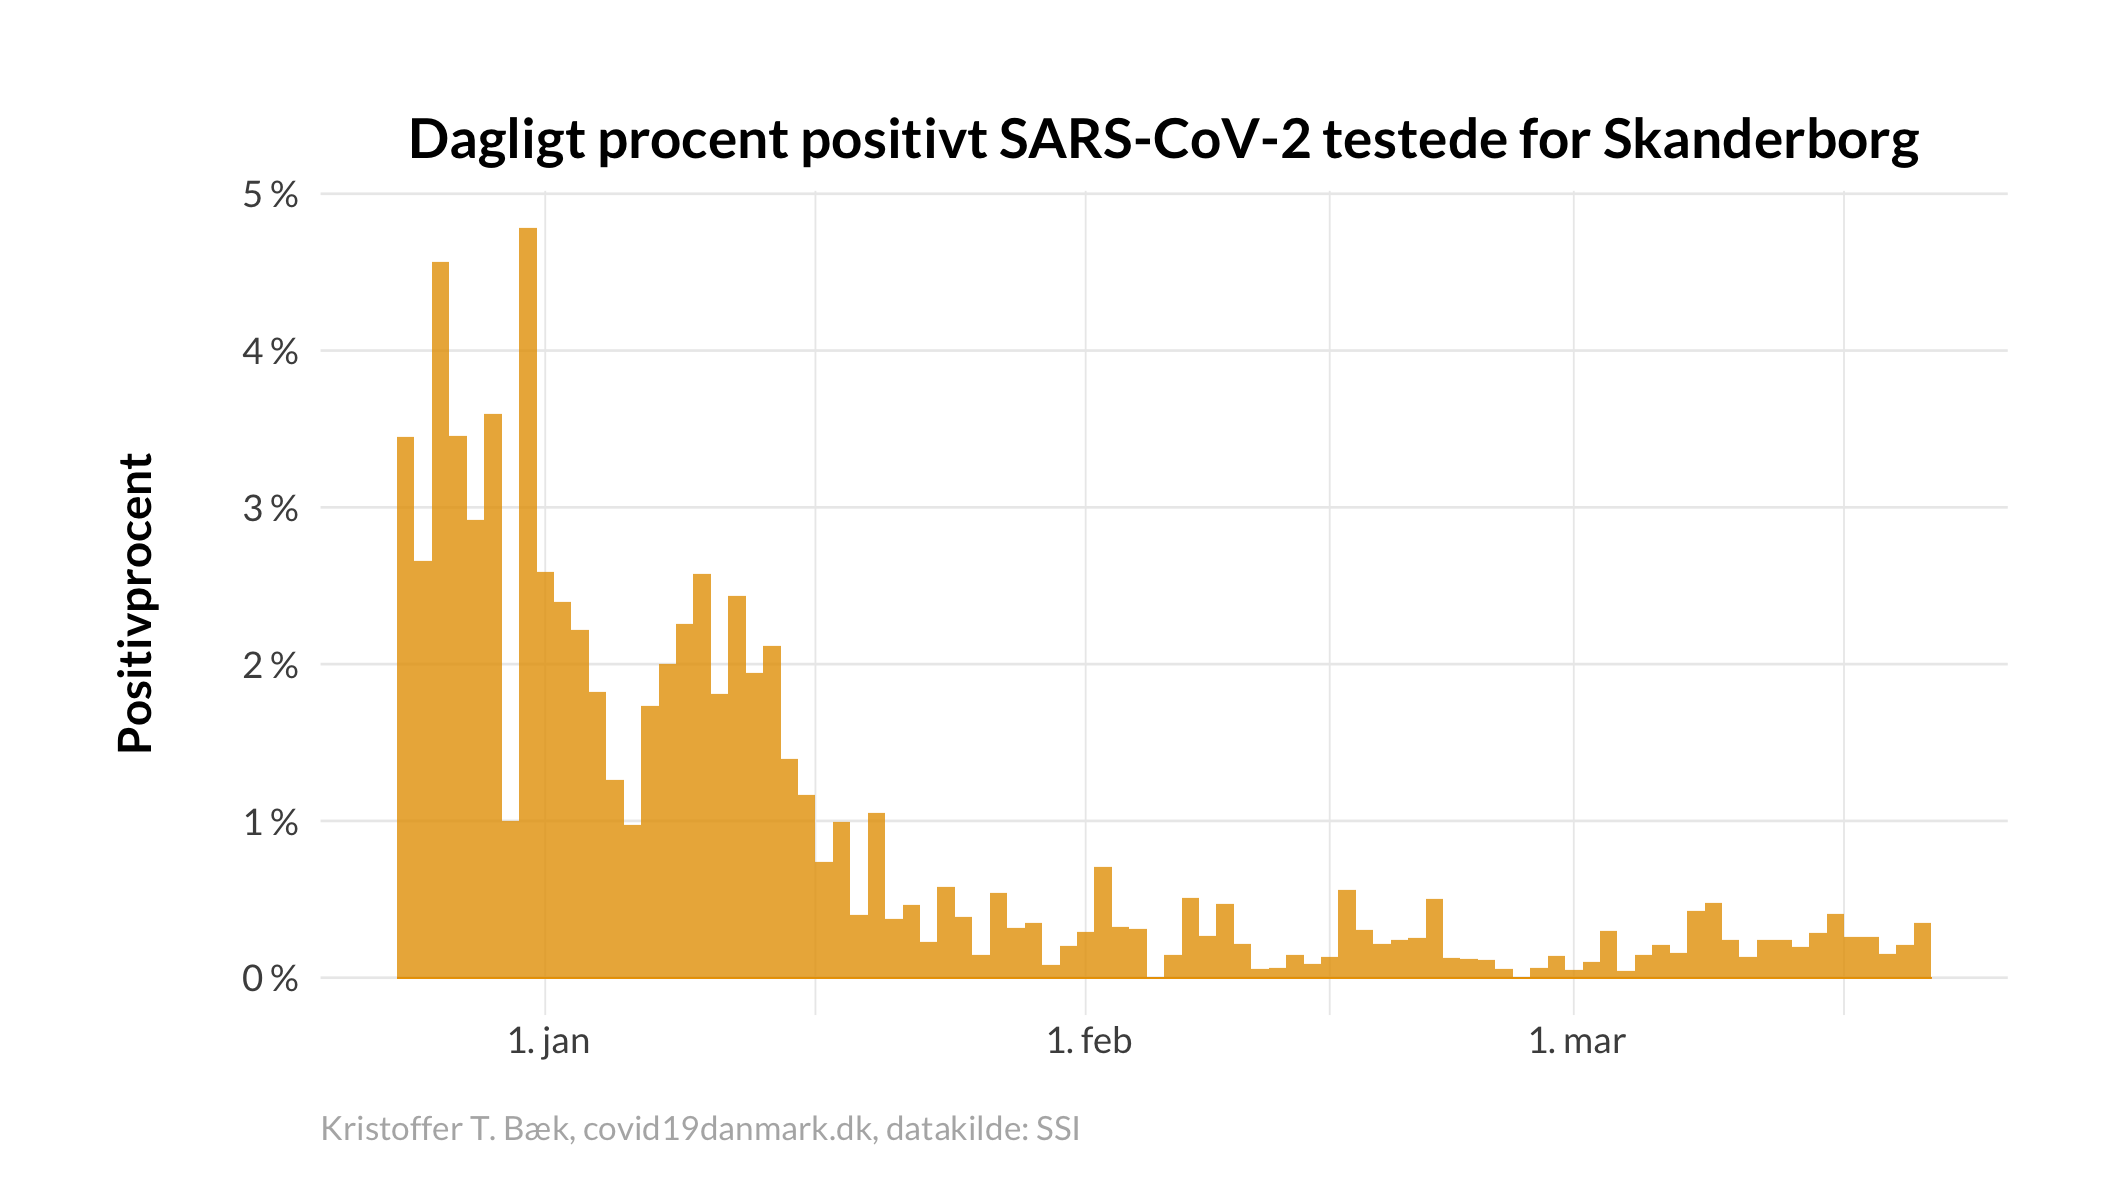 Dagligt procent positivt SARS-CoV-2 testede for Skanderborg
5 %
4 %
3 %
2 %
1 %
0 %
Positivprocent
1. jan
1. feb
1. mar
Kristoffer T. Bæk, covid19danmark.dk, datakilde: SSI